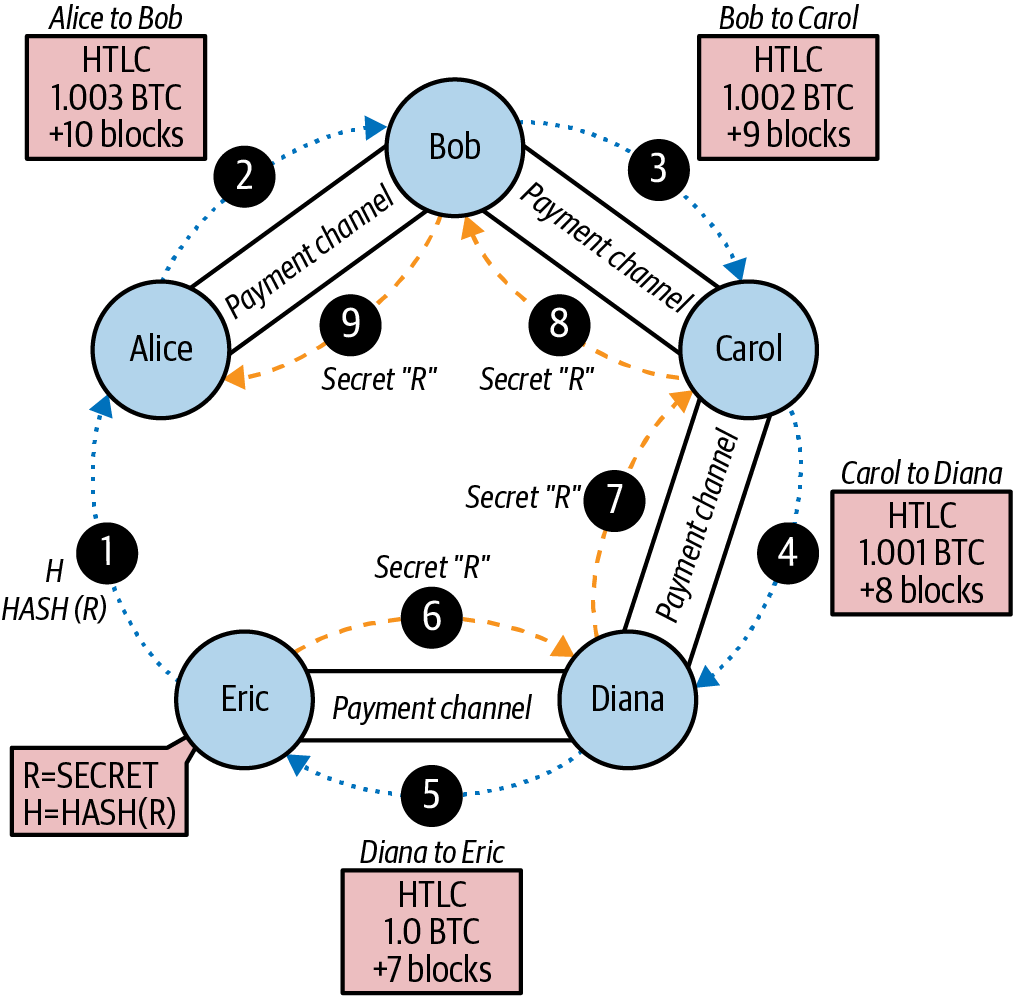 Alice to Bob
HTLC
1.003 BTC
+10 blocks
Bob to Carol
HTLC
1.002 BTC
+9 blocks
Bob
2
3
Payment channel
Payment channel
Alice
9
8
Carol
Secret "R"
Secret "R"
Secret "R"
7
Payment channel
Carol to Diana
HTLC
1.001 BTC
+8 blocks
4
1
H
HASH (R)
Secret "R"
6
Eric
Payment channel
Diana
R=SECRET
H=HASH(R)
5
Diana to Eric
HTLC
1.0 BTC
+7 blocks